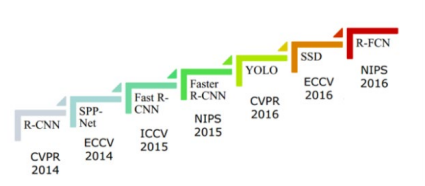 R-CNN
CVPR
2014
SPP-
Net
ECCV
2014
Fast R-
CNN
ICCV
2015
Faster
R-CNN
NIPS
2015
YOLO
CVPR
2016
SSD
ECCV
2016
R-FCN
NIPS
2016